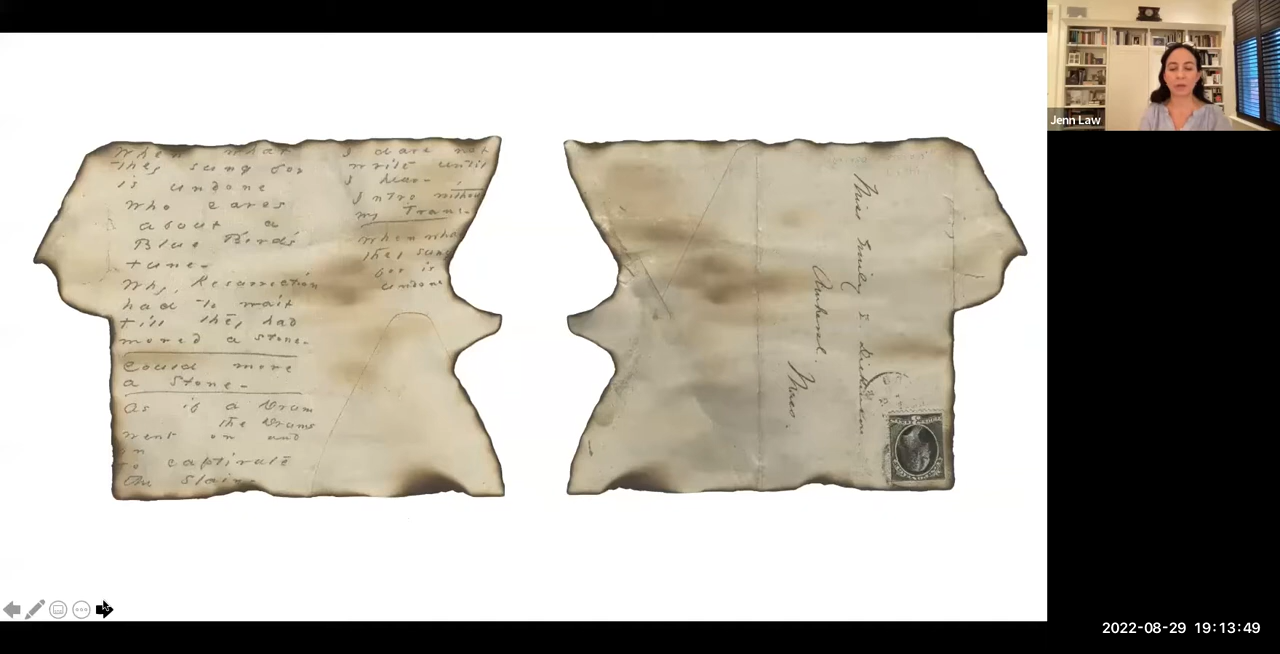 When what
they sung for
is undone
Who cares
about a
Blue Bird's
tune -
Why, Resurrection
had to wait
till they had
moved a stone -
Could move
a stone -
As if a Drum
the Drums
went on and
on
to captivate
the slain -
I dare not
write until
I hear -
Intro without
my Trans -
When what
they sung
for is
undone
Miss Emily E. Dickinson.
Amherst.
Mass.
Jenn Law
2022-08-29 19:13:49